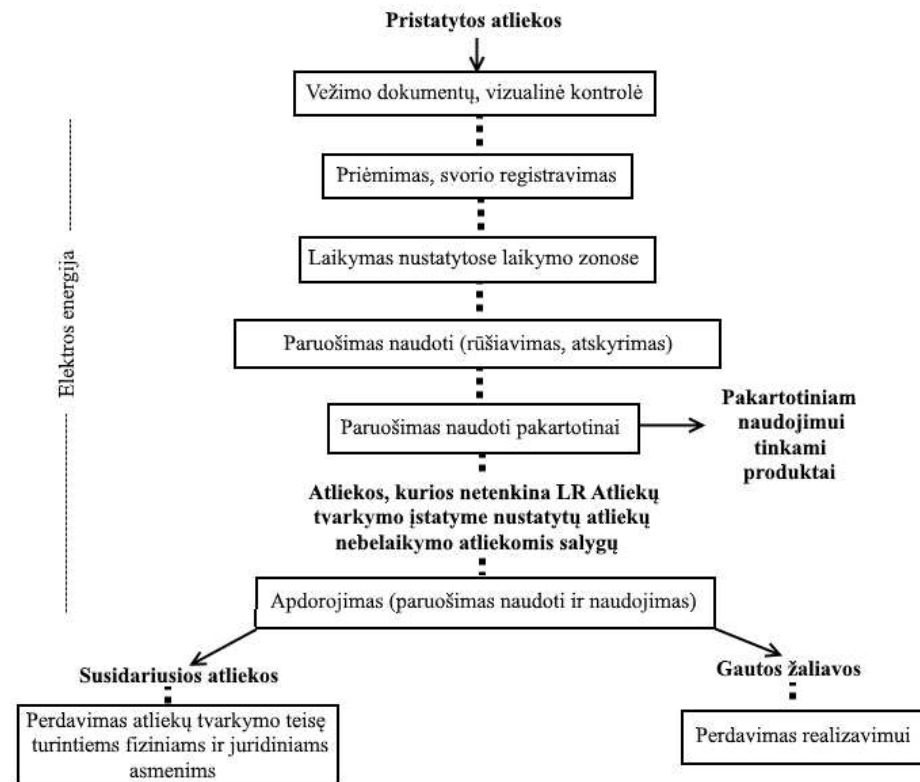 Pristatytos atliekos
Vežimo dokumentų, vizualinė kontrolė
Priėmimas, svorio registravimas
Laikymas nustatytose laikymo zonose
Elektros energija
Paruošimas naudoti (rūšiavimas, atskyrimas)
Paruošimas naudoti pakartotinai
Pakartotiniam
naudojimui
tinkami
produktai
Atliekos, kurios netenkina LR Atliekų
tvarkymo įstatyme nustatytų atliekų
nebelaikymo atliekomis salygų
Apdorojimas (paruošimas naudoti ir naudojimas)
Susidariusios atliekos
Perdavimas atliekų tvarkymo teisę
turintiems fiziniams ir juridiniams
asmenims
Gautos žaliavos
Perdavimas realizavimui